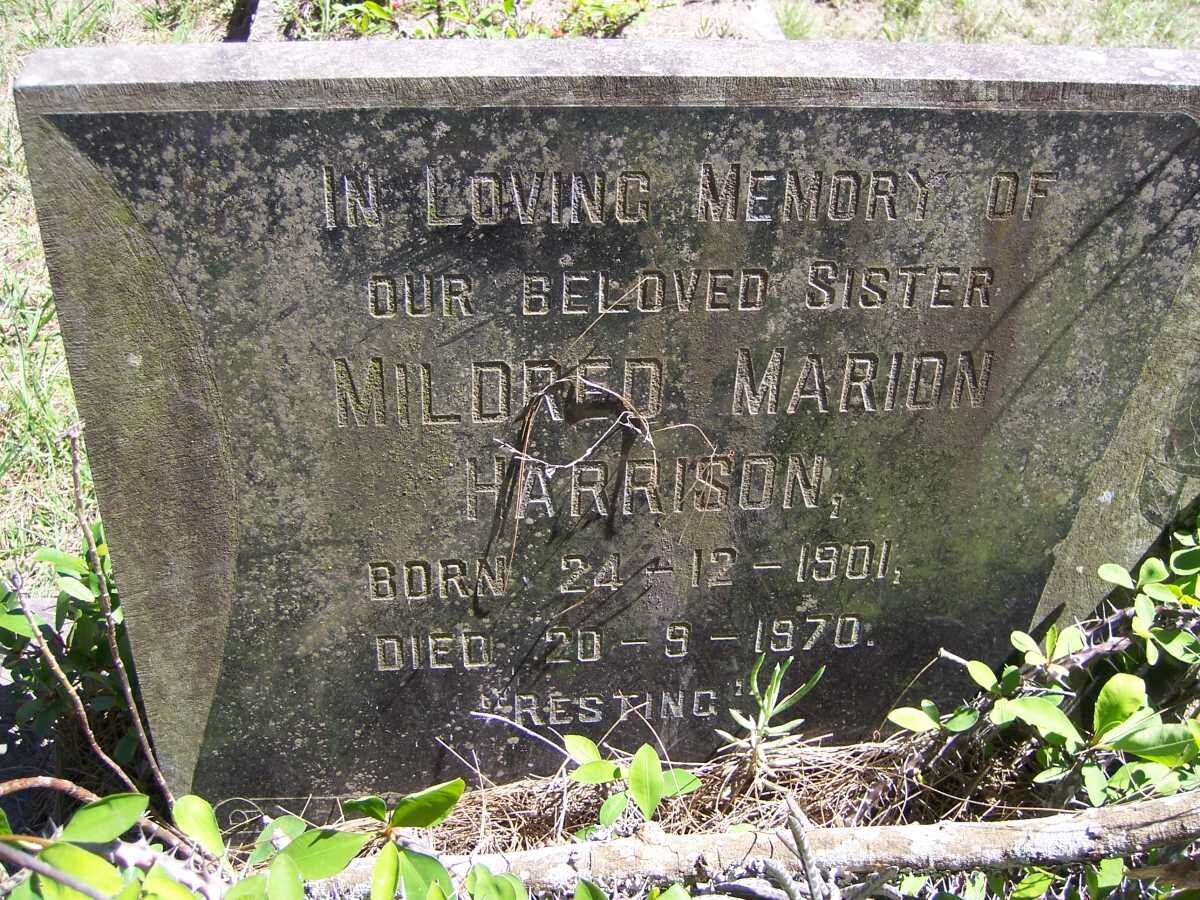 IN LOVING MEMORY OF
OUR BELOVED SISTER
MILDRED MARION
HARRISON,
BORN 24-12-1901,
DIED 20-9-1970.
"RESTING"